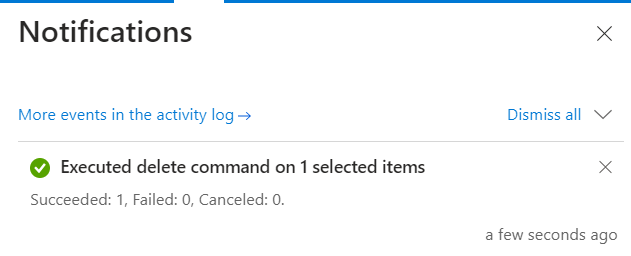 Notifications
More events in the activity log →
Dismiss all
Executed delete command on 1 selected items
Succeeded: 1, Failed: 0, Canceled: 0.
a few seconds ago